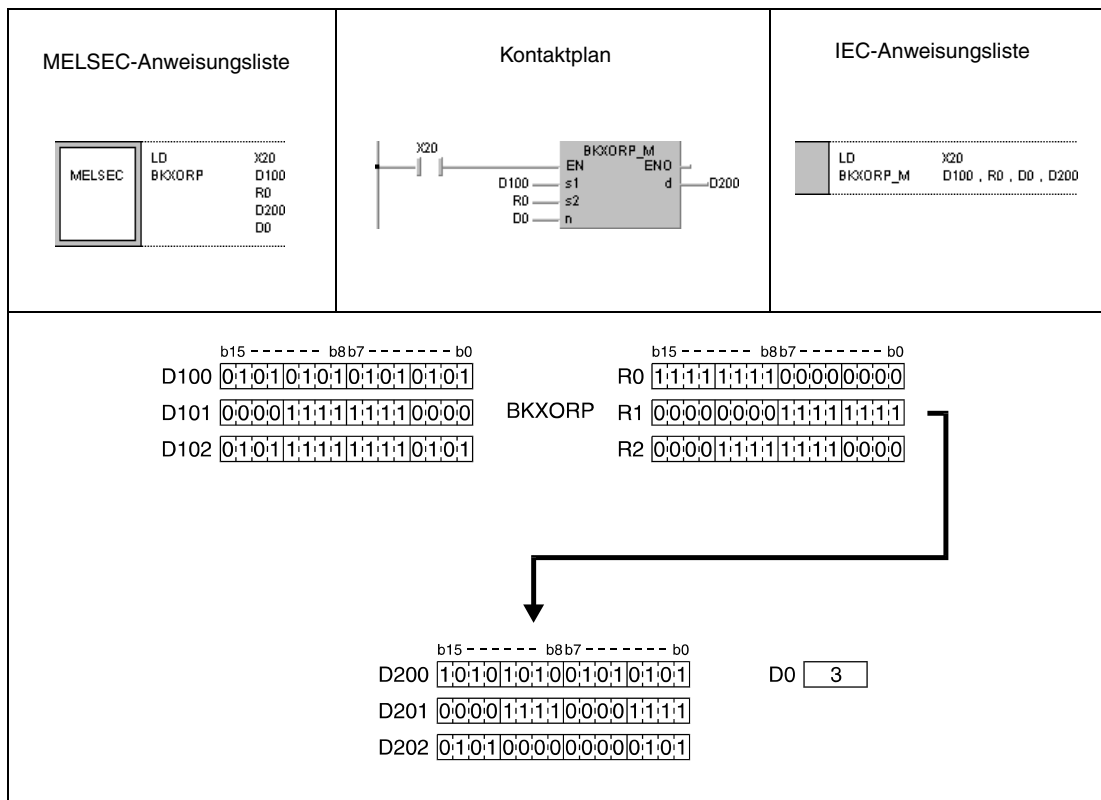 MELSEC-Anweisungsliste
MELSEC
LD X20
BKXORP D100
R0
D200
D0
Kontaktplan
X20
BKXORP_M
EN ENO
D100 s1 d D200
R0 s2
D0 n
IEC-Anweisungsliste
LD X20
BKXORP_M D100 , R0 , D0 , D200
b15 b8 b7 b0
D100 0101010101010101
D101 0000111111110000
D102 0101111111110101
BKXORP
b15 b8 b7 b0
R0 1111111100000000
R1 0000000011111111
R2 0000111111110000
b15 b8 b7 b0
D200 1010101001010101
D201 0000111100001111
D202 0101000000000101
D0 3